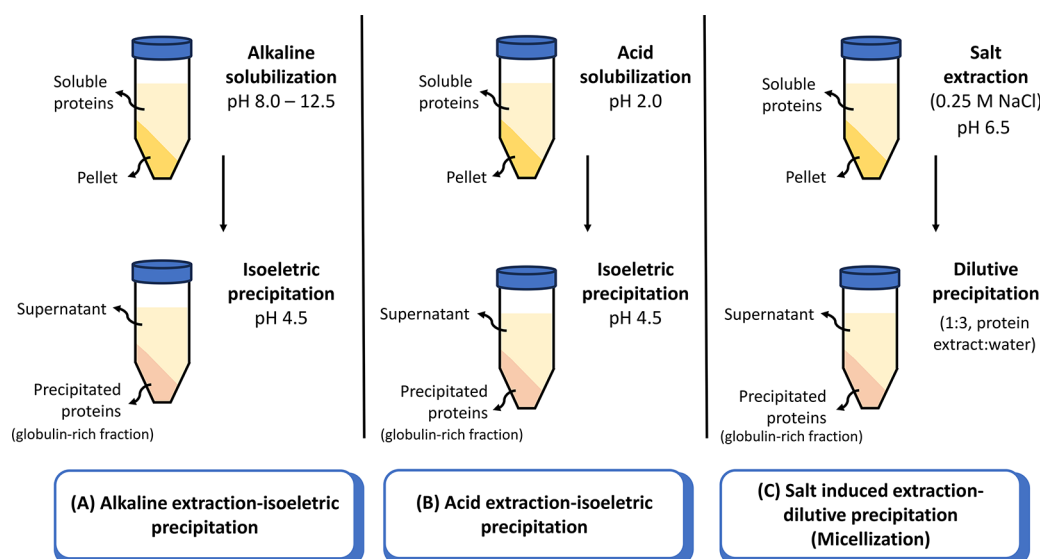 Alkaline
solubilization
pH 8.0 – 12.5
Soluble
proteins
Pellet
Isoeletric
precipitation
pH 4.5
Supernatant
Precipitated
proteins
(globulin-rich fraction)
(A) Alkaline extraction-isoeletric
precipitation
Acid
solubilization
pH 2.0
Soluble
proteins
Pellet
Isoeletric
precipitation
pH 4.5
Supernatant
Precipitated
proteins
(globulin-rich fraction)
(B) Acid extraction-isoeletric
precipitation
Salt
extraction
(0.25 M NaCl)
pH 6.5
Soluble
proteins
Pellet
Dilutive
precipitation
(1:3, protein
extract:water)
Supernatant
Precipitated
proteins
(globulin-rich fraction)
(C) Salt induced extraction-
dilutive precipitation
(Micellization)